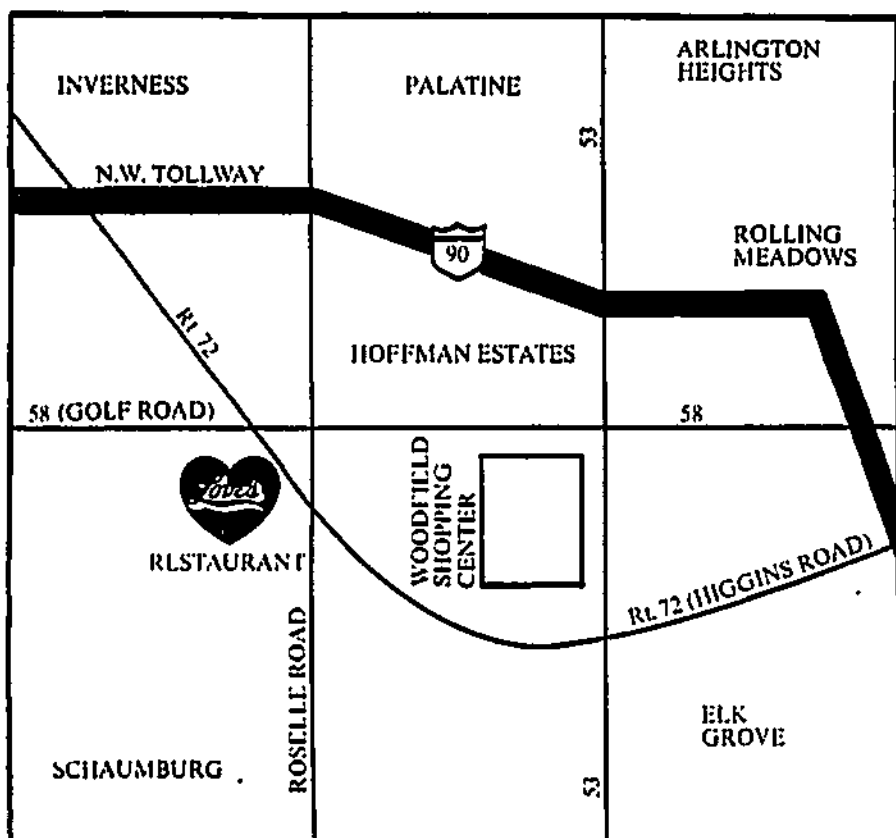 ARLINGTON
HEIGHTS
INVERNESS
PALATINE
53
N.W. TOLLWAY
ROLLING
MEADOWS
90
Rt. 72
HOFFMAN ESTATES
58 (GOLF ROAD)
58
Love's
RESTAURANT
WOODFIELD
SHOPPING
CENTER
Rt. 72 (HIGGINS ROAD)
ROSELLE ROAD
ELK
GROVE
SCHAUMBURG
53